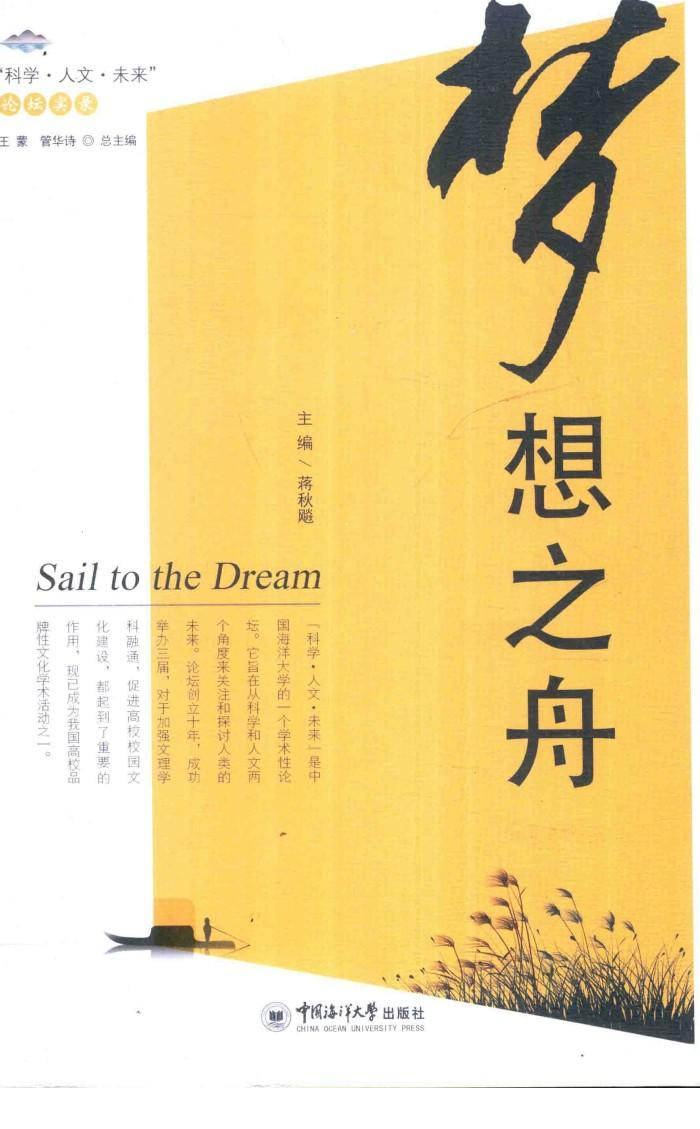 “科学·人文·未来”
论坛实录
王 蒙 管华诗 ◎ 总主编
梦
想之舟
主 编 \ 蒋秋飚
Sail to the Dream
「科学·人文·未来」是中
国海洋大学的一个学术性论
坛。它旨在从科学和人文两
个角度来关注和探讨人类的
未来。论坛创立十年，成功
举办三届，对于加强文理学
科融通，促进高校校园文
化建设，都起到了重要的
作用，现已成为我国高校品
牌性文化学术活动之一。
中国海洋大学出版社
CHINA OCEAN UNIVERSITY PRESS